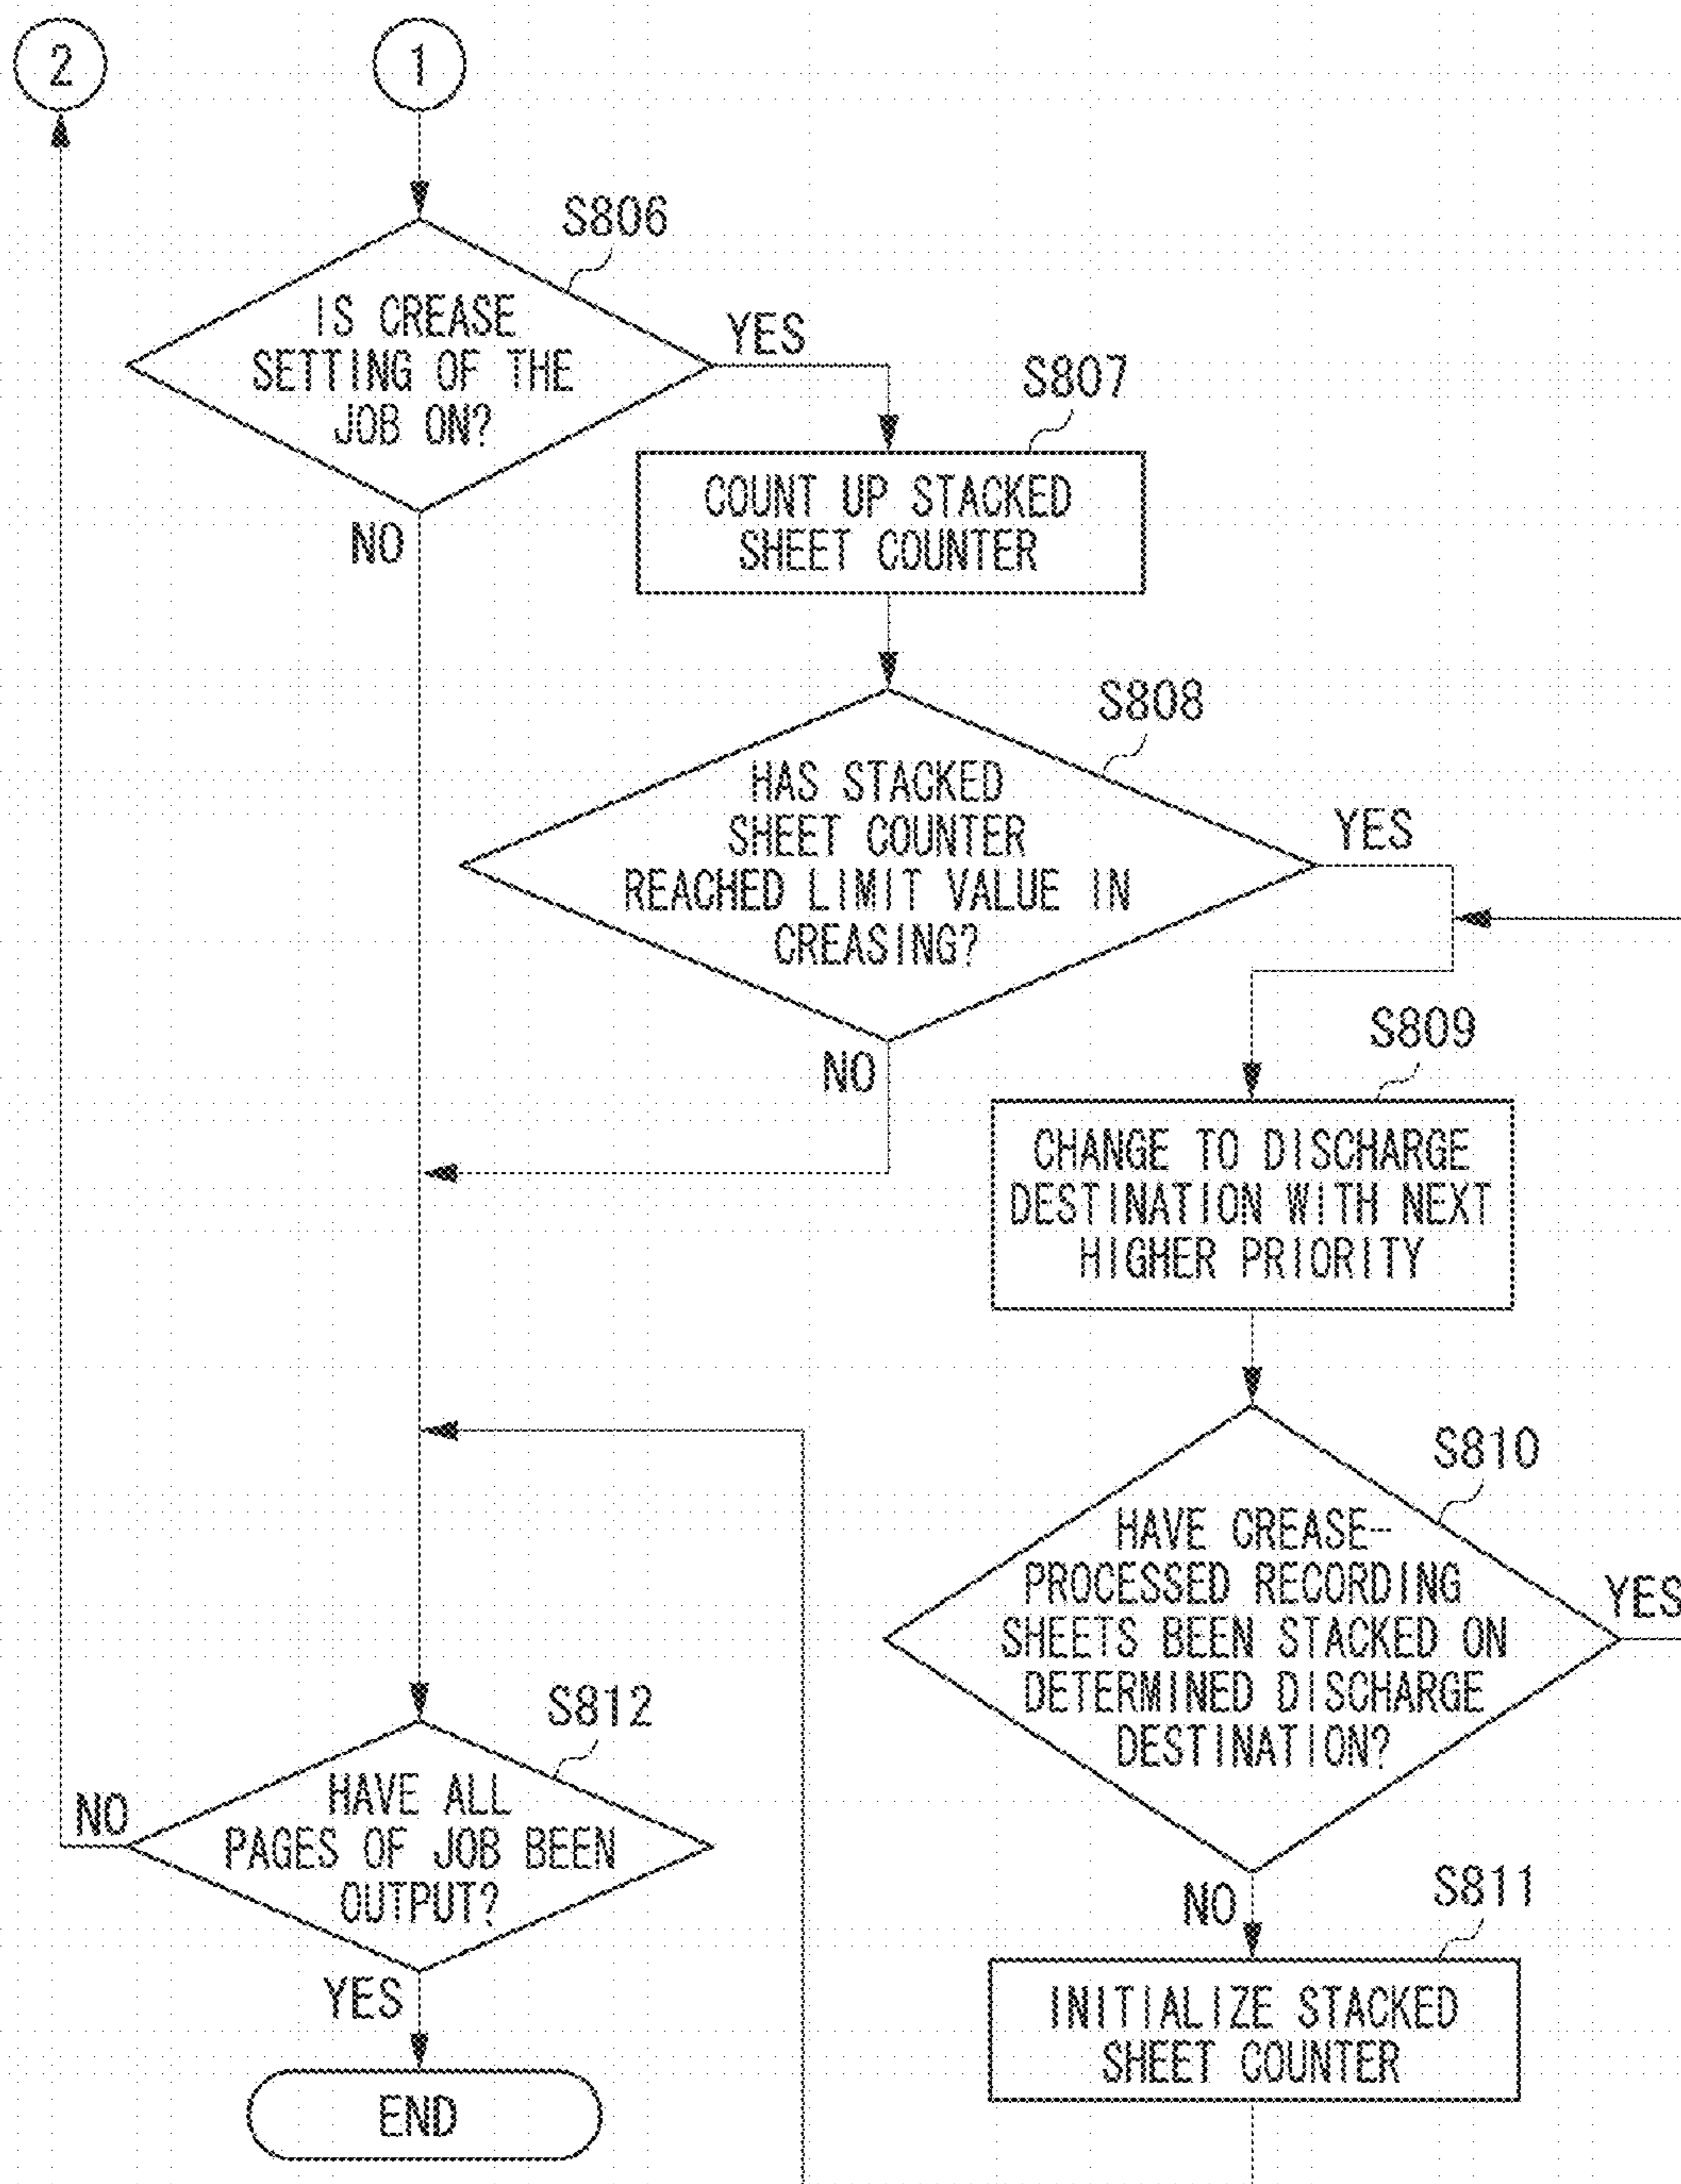 2
1
S806
IS CREASE
SETTING OF THE
JOB ON?
YES
NO
S807
COUNT UP STACKED
SHEET COUNTER
S808
HAS STACKED
SHEET COUNTER
REACHED LIMIT VALUE IN
CREASING?
YES
NO
S809
CHANGE TO DISCHARGE
DESTINATION WITH NEXT
HIGHER PRIORITY
S810
HAVE CREASE-
PROCESSED RECORDING
SHEETS BEEN STACKED ON
DETERMINED DISCHARGE
DESTINATION?
YES
NO
S811
INITIALIZE STACKED
SHEET COUNTER
S812
HAVE ALL
PAGES OF JOB BEEN
OUTPUT?
NO
YES
END